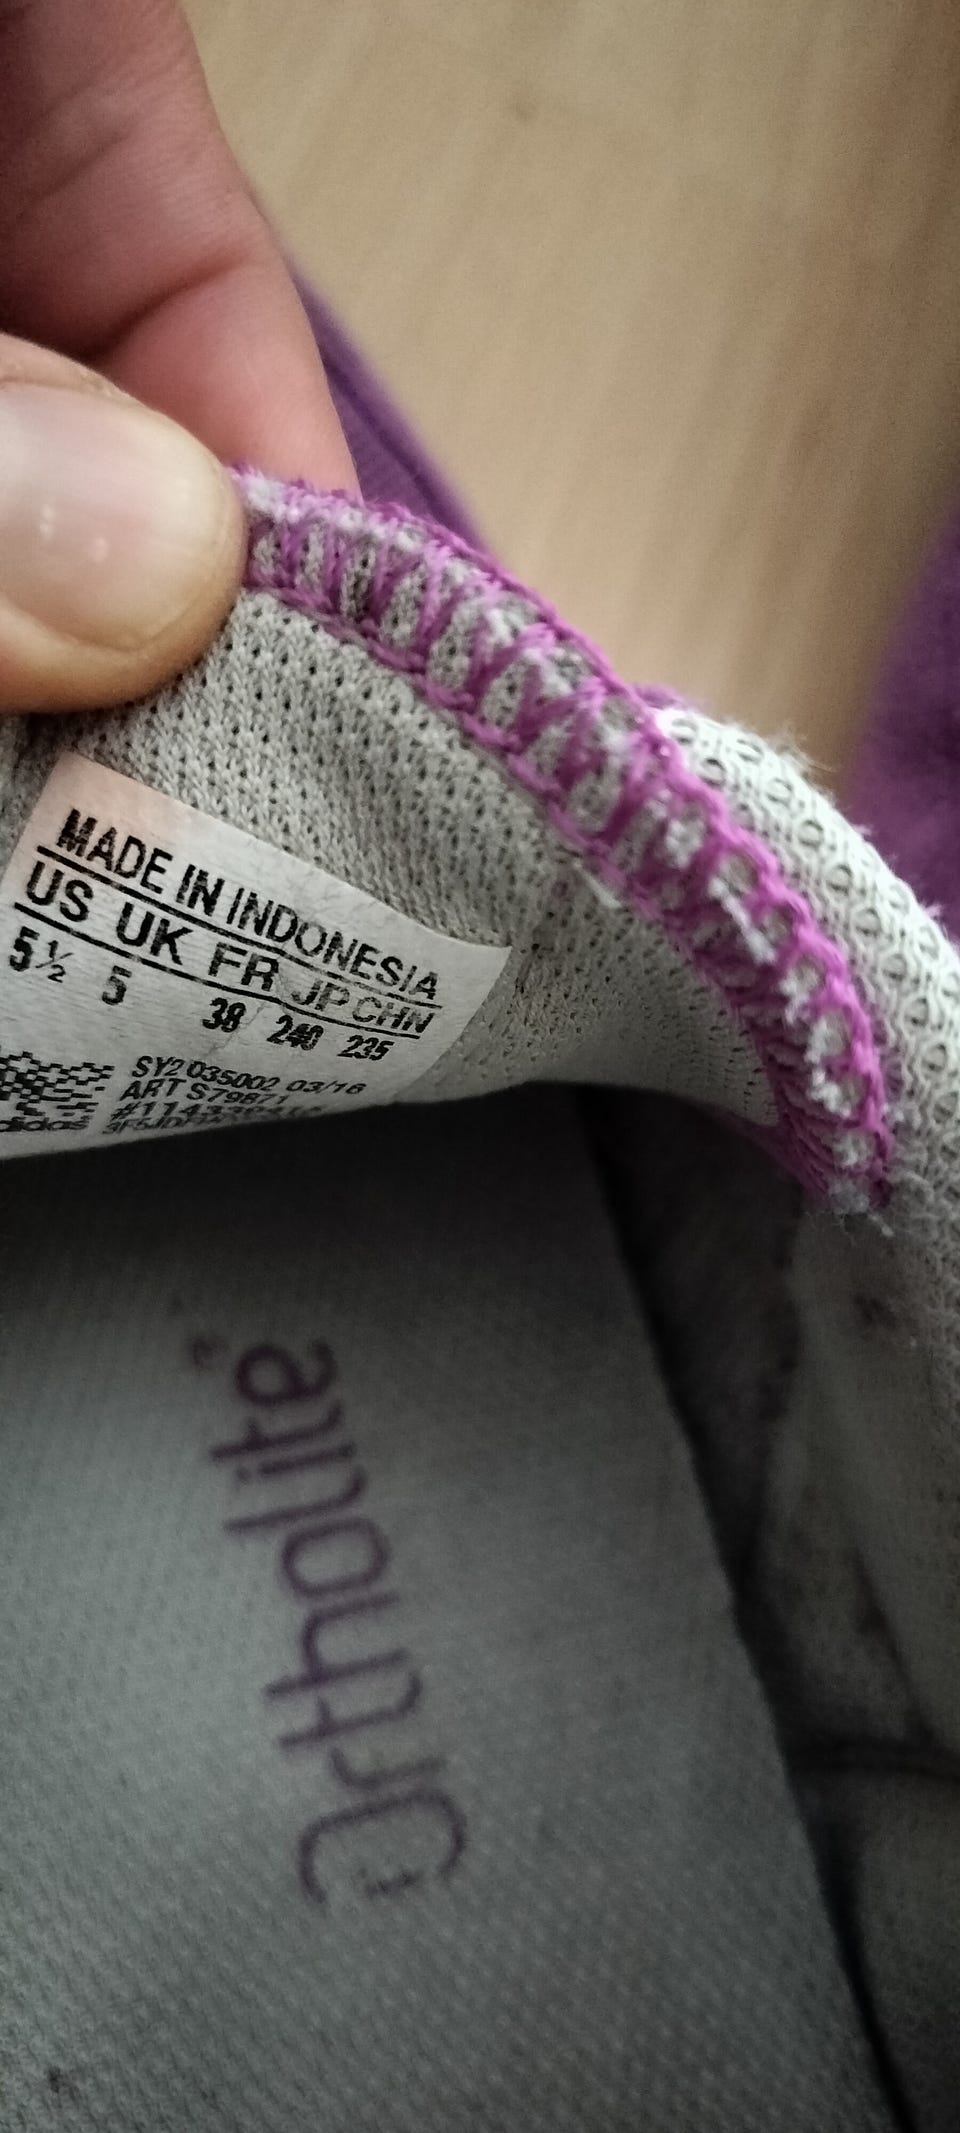 MADE IN INDONESIA
US UK FR JP CHN
5½ 5 38 240 235
SY2 035002 03/16
ART S79871
adidas
Ortholite